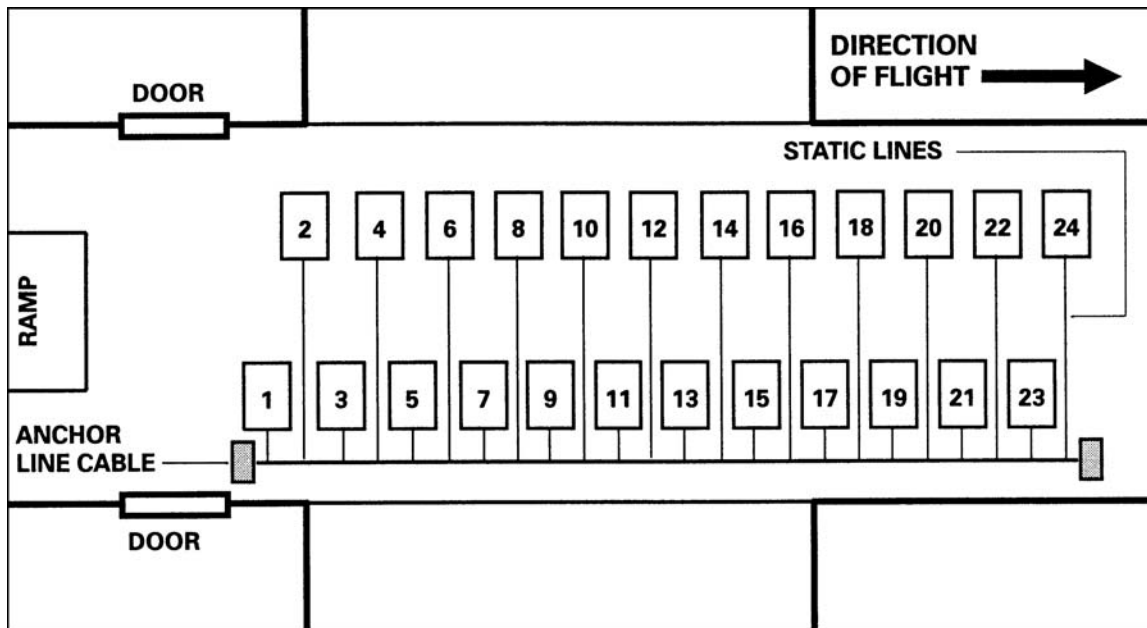 DIRECTION
OF FLIGHT
DOOR
STATIC LINES
2 4 6 8 10 12 14 16 18 20 22 24
RAMP
1 3 5 7 9 11 13 15 17 19 21 23
ANCHOR
LINE CABLE
DOOR